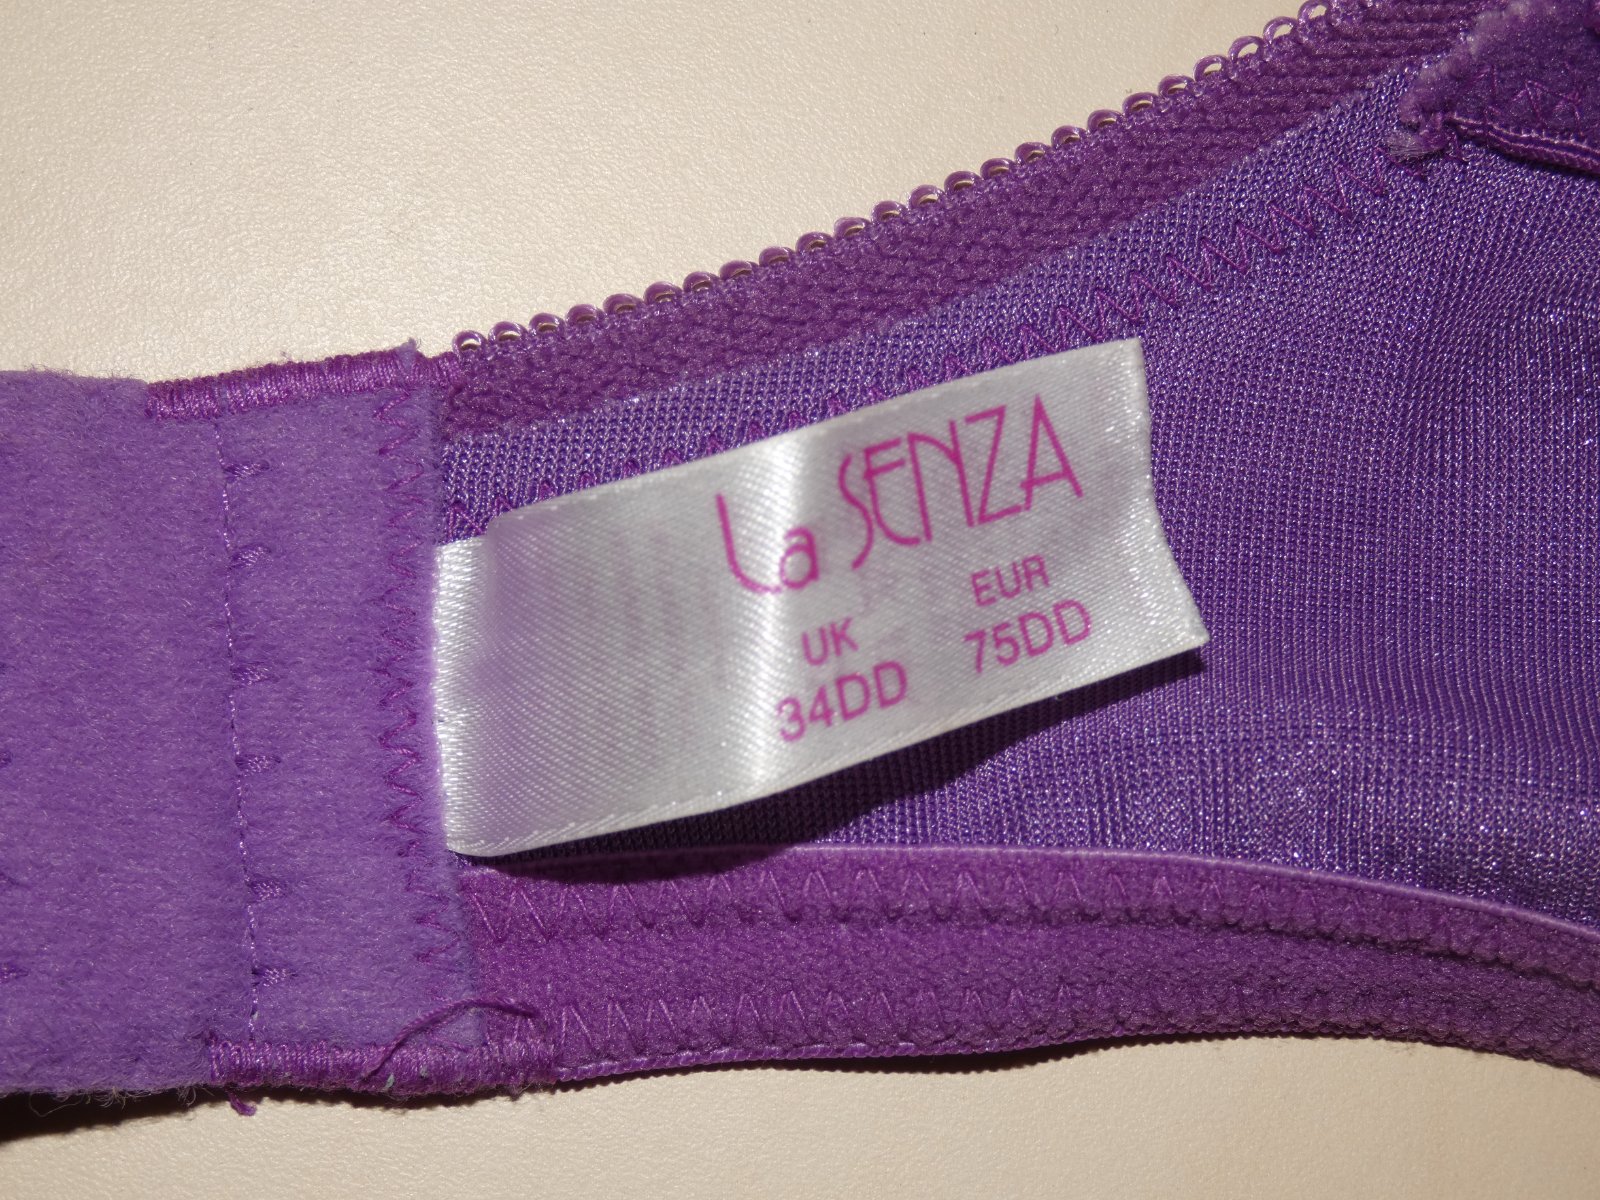 La SENZA
UK EUR
34DD 75DD